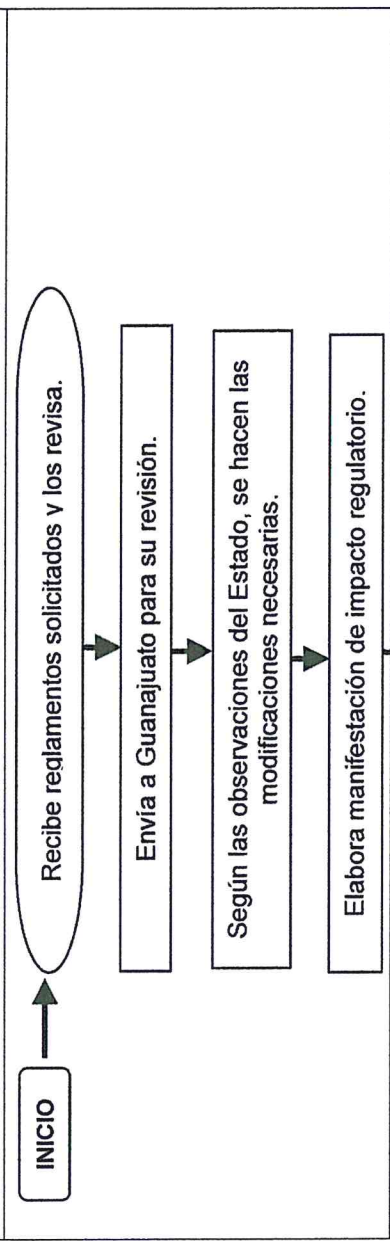 INICIO
Recibe reglamentos solicitados y los revisa.
Envía a Guanajuato para su revisión.
Según las observaciones del Estado, se hacen las
modificaciones necesarias.
Elabora manifestación de impacto regulatorio.